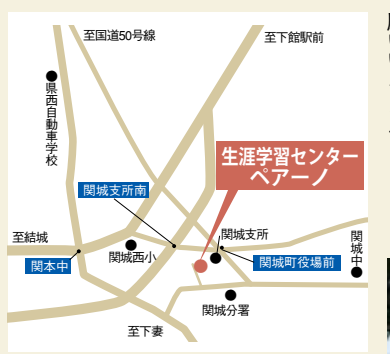 至国道50号線
至下館駅前
県西自動車学校
生涯学習センター
ペアーノ
関城支所南
関城支所
至結城
関城西小
関本中
関城町役場前
関城中
関城分署
至下妻